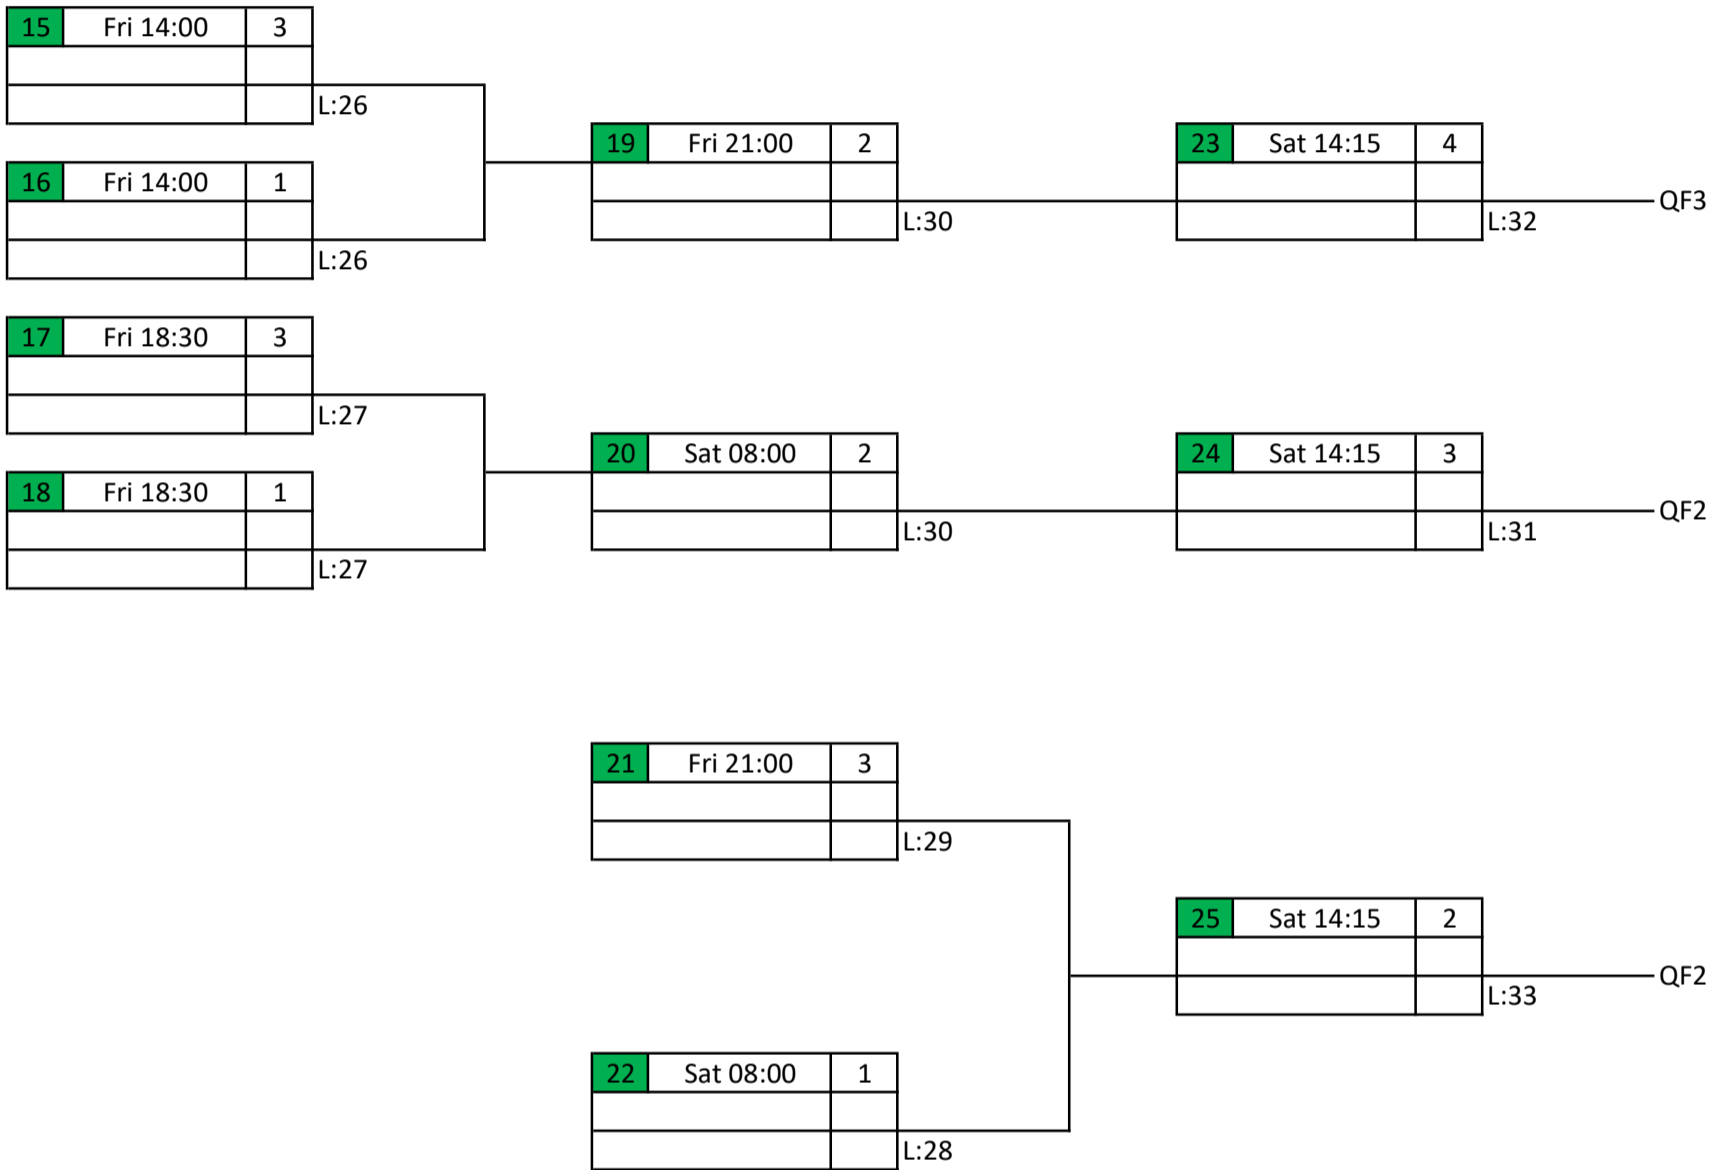 15 Fri 14:00 3
L:26
16 Fri 14:00 1
L:26
19 Fri 21:00 2
L:30
23 Sat 14:15 4
L:32
QF3
17 Fri 18:30 3
L:27
18 Fri 18:30 1
L:27
20 Sat 08:00 2
L:30
24 Sat 14:15 3
L:31
QF2
21 Fri 21:00 3
L:29
22 Sat 08:00 1
L:28
25 Sat 14:15 2
L:33
QF2